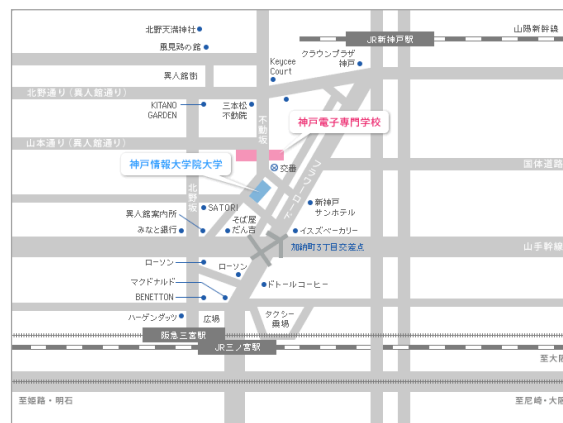 北野天満神社
風見鶏の館
異人館街
山陽新幹線
JR新神戸駅
クラウンプラザ
神戸
Keycee
Court
北野通り(異人館通り)
KITANO
GARDEN
三本松
不動院
不動坂
神戸電子専門学校
山本通り(異人館通り)
神戸情報大学院大学
交番
フラワーロード
国体道路
北野坂
SATORI
新神戸
サンホテル
異人館案内所
そば屋
だん吉
みなと銀行
イスズベーカリー
加納町3丁目交差点
山手幹線
ローソン
ローソン
マクドナルド
ドトールコーヒー
BENETTON
ハーゲンダッツ
広場
タクシー
乗場
阪急三宮駅
JR三ノ宮駅
至大阪
至姫路・明石
至尼崎・大阪